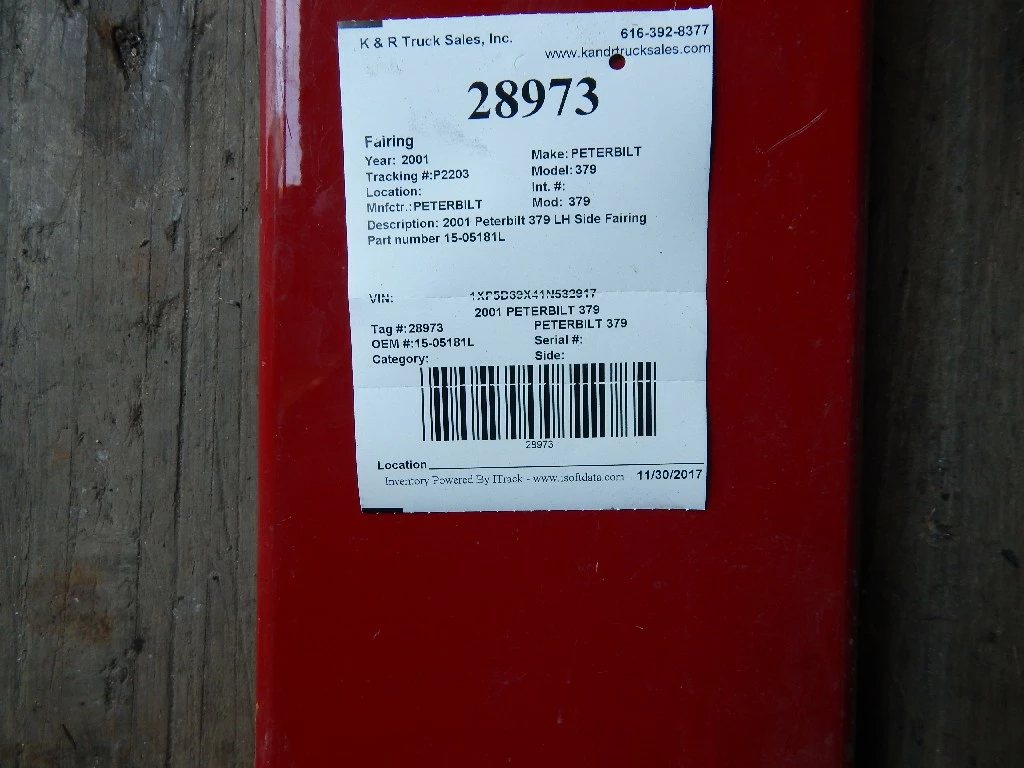 K & R Truck Sales, Inc. 616-392-8377
www.kandrtrucksales.com
28973
Fairing
Year: 2001 Make: PETERBILT
Tracking #:P2203 Model: 379
Location: Int. #:
Mnfctr.: PETERBILT Mod: 379
Description: 2001 Peterbilt 379 LH Side Fairing
Part number 15-05181L
VIN: 1XP5D39X41N532917
2001 PETERBILT 379
Tag #: 28973 PETERBILT 379
OEM #:15-05181L Serial #:
Category: Side:
28973
Location
Inventory Powered By ITrack - www.isoftdata.com 11/30/2017